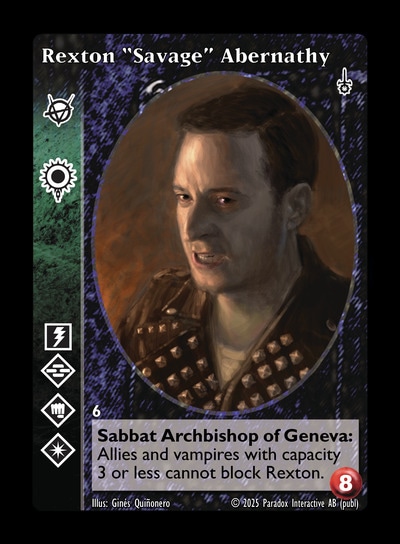 Rexton "Savage" Abernathy
6
Sabbat Archbishop of Geneva:
Allies and vampires with capacity
3 or less cannot block Rexton.
8
Illus: Ginés Quiñonero © 2025 Paradox Interactive AB (publ)